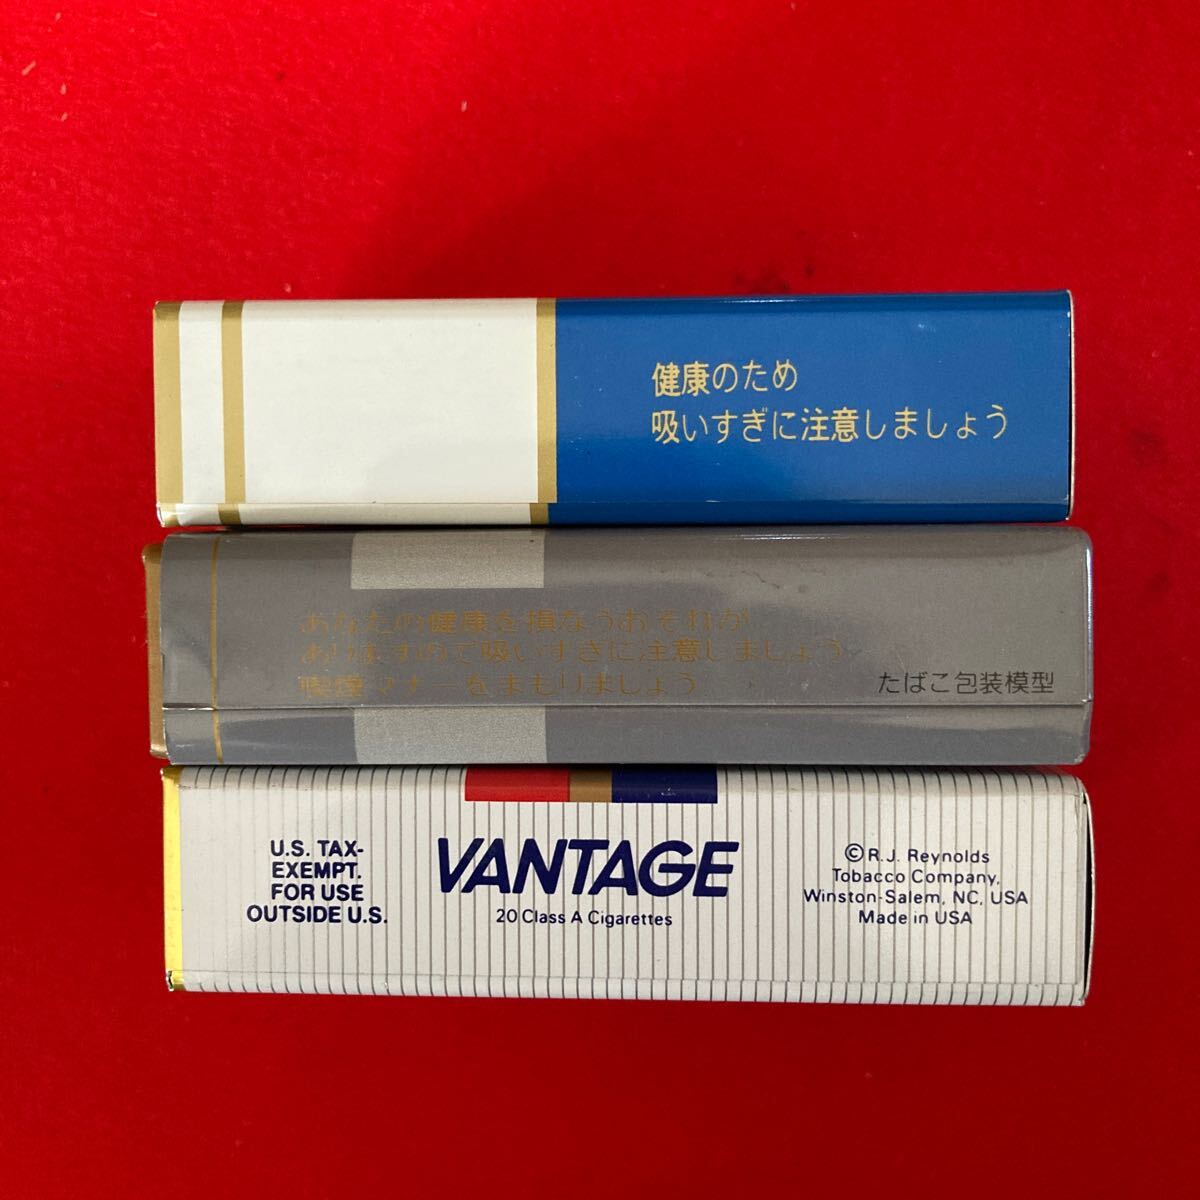 健康のため
吸いすぎに注意しましょう
あなたの健康を損なうおそれが
ありますので吸いすぎに注意しましょう
喫煙マナーをまもりましょう
たばこ包装模型
U.S. TAX-
EXEMPT.
FOR USE
OUTSIDE U.S.
VANTAGE
20 Class A Cigarettes
©R.J. Reynolds
Tobacco Company,
Winston-Salem, NC, USA
Made in USA